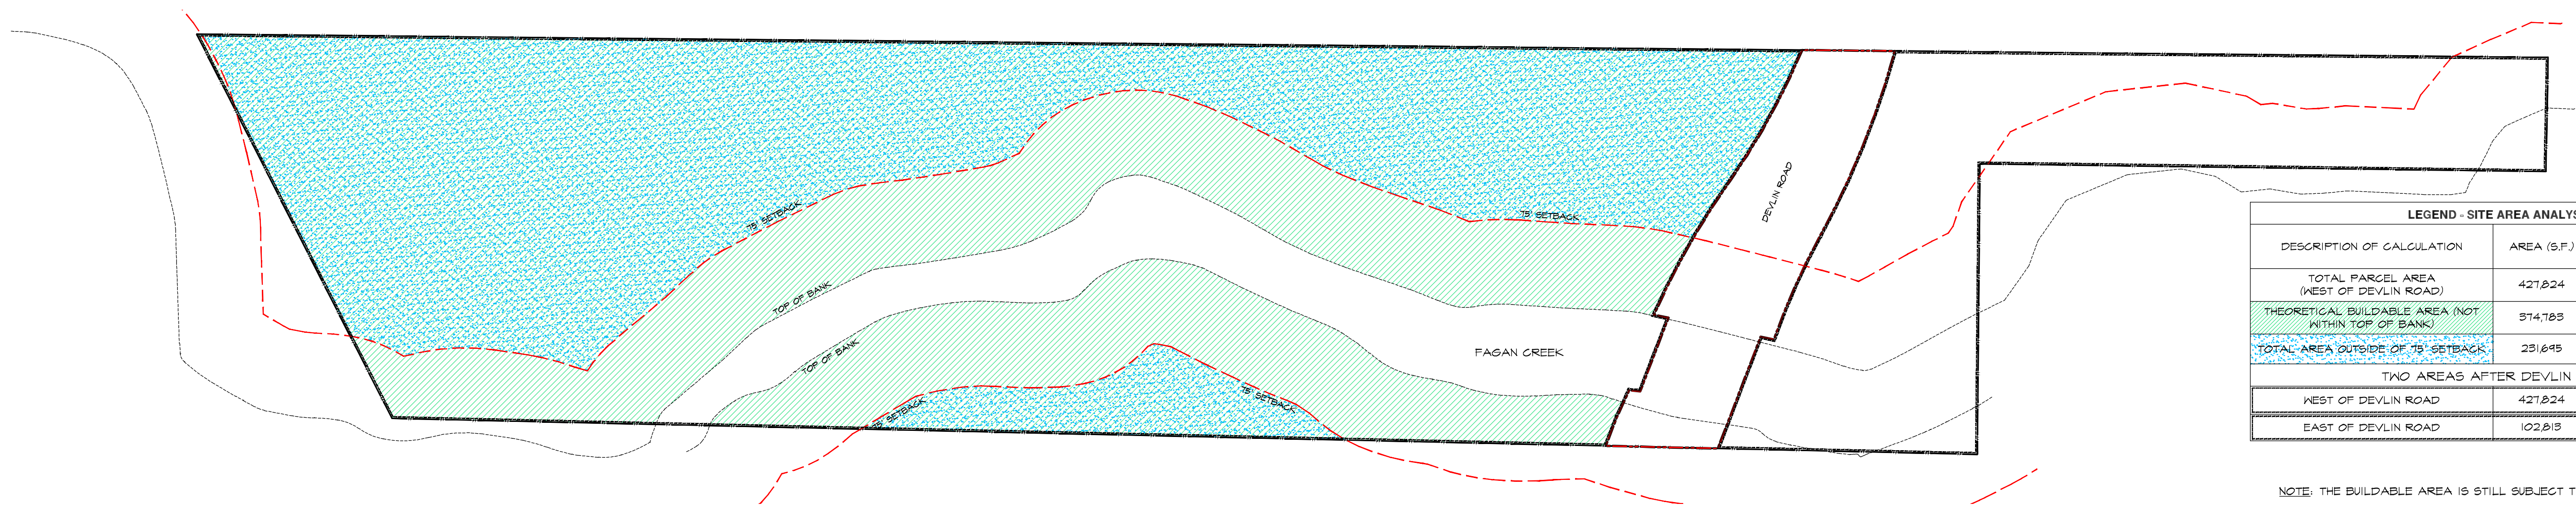 DEVLIN ROAD
75' SETBACK
75' SETBACK
TOP OF BANK
TOP OF BANK
FAGAN CREEK
75' SETBACK
75' SETBACK
LEGEND - SITE AREA ANALYS
DESCRIPTION OF CALCULATION
AREA (S.F.)
TOTAL PARCEL AREA
(WEST OF DEVLIN ROAD)
427,824
THEORETICAL BUILDABLE AREA (NOT
WITHIN TOP OF BANK)
374,783
TOTAL AREA OUTSIDE OF 75' SETBACK
231,695
TWO AREAS AFTER DEVLIN
WEST OF DEVLIN ROAD
427,824
EAST OF DEVLIN ROAD
102,813
NOTE: THE BUILDABLE AREA IS STILL SUBJECT T